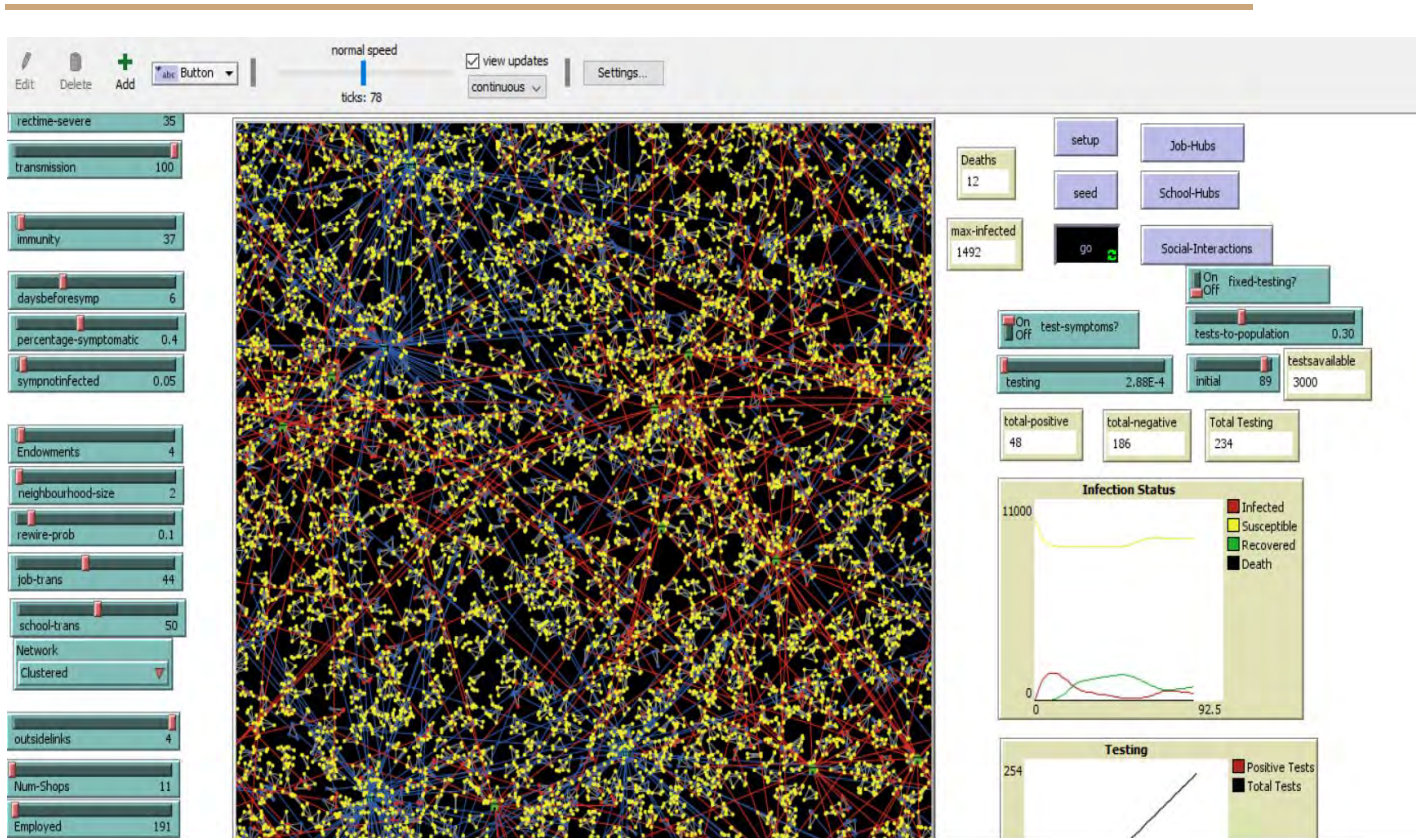 normal speed
view updates
Edit Delete Add abc Button continuous Settings...
ticks: 78
rectime-severe 35
transmission 100
immunity 37
daysbeforesymp 6
percentage-symptomatic 0.4
sympnotinfected 0.05
Endowments 4
neighbourhood-size 2
rewire-prob 0.1
job-trans 44
school-trans 50
Network
Clustered
outsidelinks 4
Num-Shops 11
Employed 191
Deaths
12
max-infected
1492
setup
Job-Hubs
seed
School-Hubs
go
Social-Interactions
On
Off
fixed-testing?
On
Off
test-symptoms?
tests-to-population 0.30
testing 2.88E-4
initial 89
testsavailable
3000
total-positive
48
total-negative
186
Total Testing
234
Infection Status
11000
0
0 92.5
Infected
Susceptible
Recovered
Death
Testing
254
Positive Tests
Total Tests